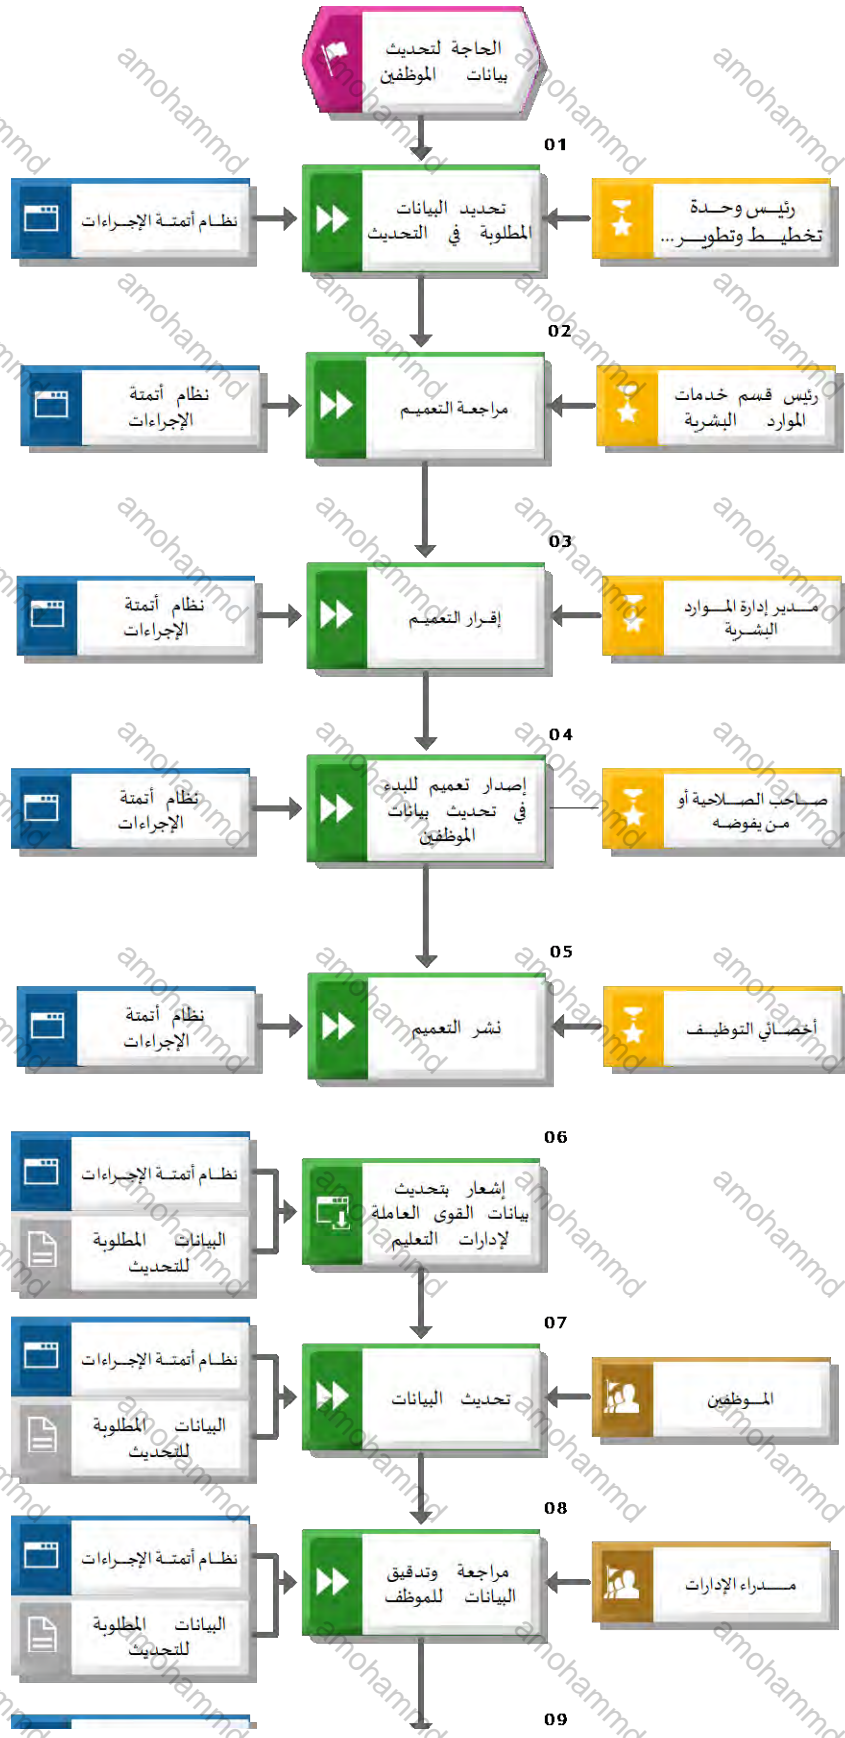 الحاجة لتحديث
بيانات الموظفين
01
رئيس وحدة
تخطيط وتطوير ...
تحديد البيانات
المطلوبة في التحديث
نظام أتمتة الإجراءات
02
رئيس قسم خدمات
الموارد البشرية
مراجعة التعميم
نظام أتمتة
الإجراءات
03
مدير إدارة الموارد
البشرية
إقرار التعميم
نظام أتمتة
الإجراءات
04
صاحب الصلاحية أو
من يفوضه
إصدار تعميم للبدء
في تحديث بيانات
الموظفين
نظام أتمتة
الإجراءات
05
أخصائي التوظيف
نشر التعميم
نظام أتمتة
الإجراءات
06
إشعار بتحديث
بيانات القوى العاملة
لإدارات التعليم
نظام أتمتة الإجراءات
البيانات المطلوبة
للتحديث
07
الموظفين
تحديث البيانات
نظام أتمتة الإجراءات
البيانات المطلوبة
للتحديث
08
مدراء الإدارات
مراجعة وتدقيق
البيانات للموظف
نظام أتمتة الإجراءات
البيانات المطلوبة
للتحديث
09
amohammd